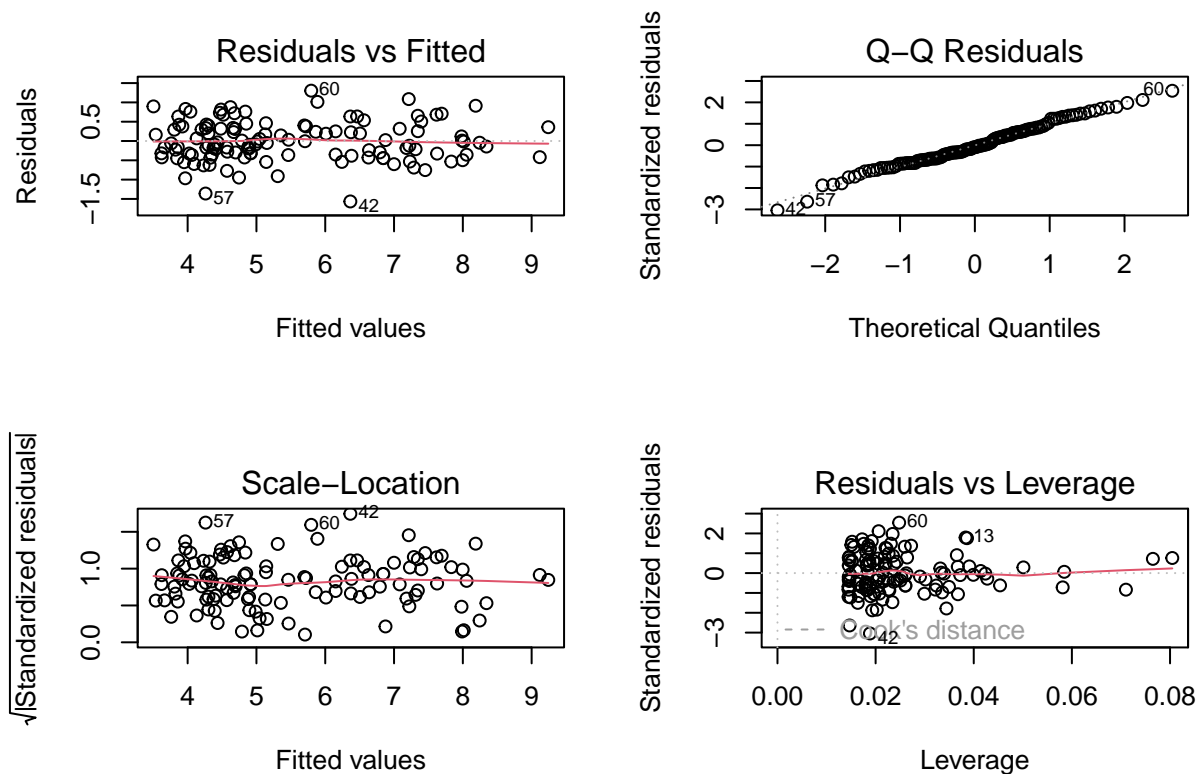 Residuals vs Fitted
Residuals
0.5
−1.5
60
57
42
4 5 6 7 8 9
Fitted values
Q−Q Residuals
Standardized residuals
2
0
−3
60
57
42
−2 −1 0 1 2
Theoretical Quantiles
Scale−Location
√|Standardized residuals|
1.0
0.0
57
60
42
4 5 6 7 8 9
Fitted values
Residuals vs Leverage
Standardized residuals
2
0
−3
60
13
42
Cook's distance
0.00 0.02 0.04 0.06 0.08
Leverage